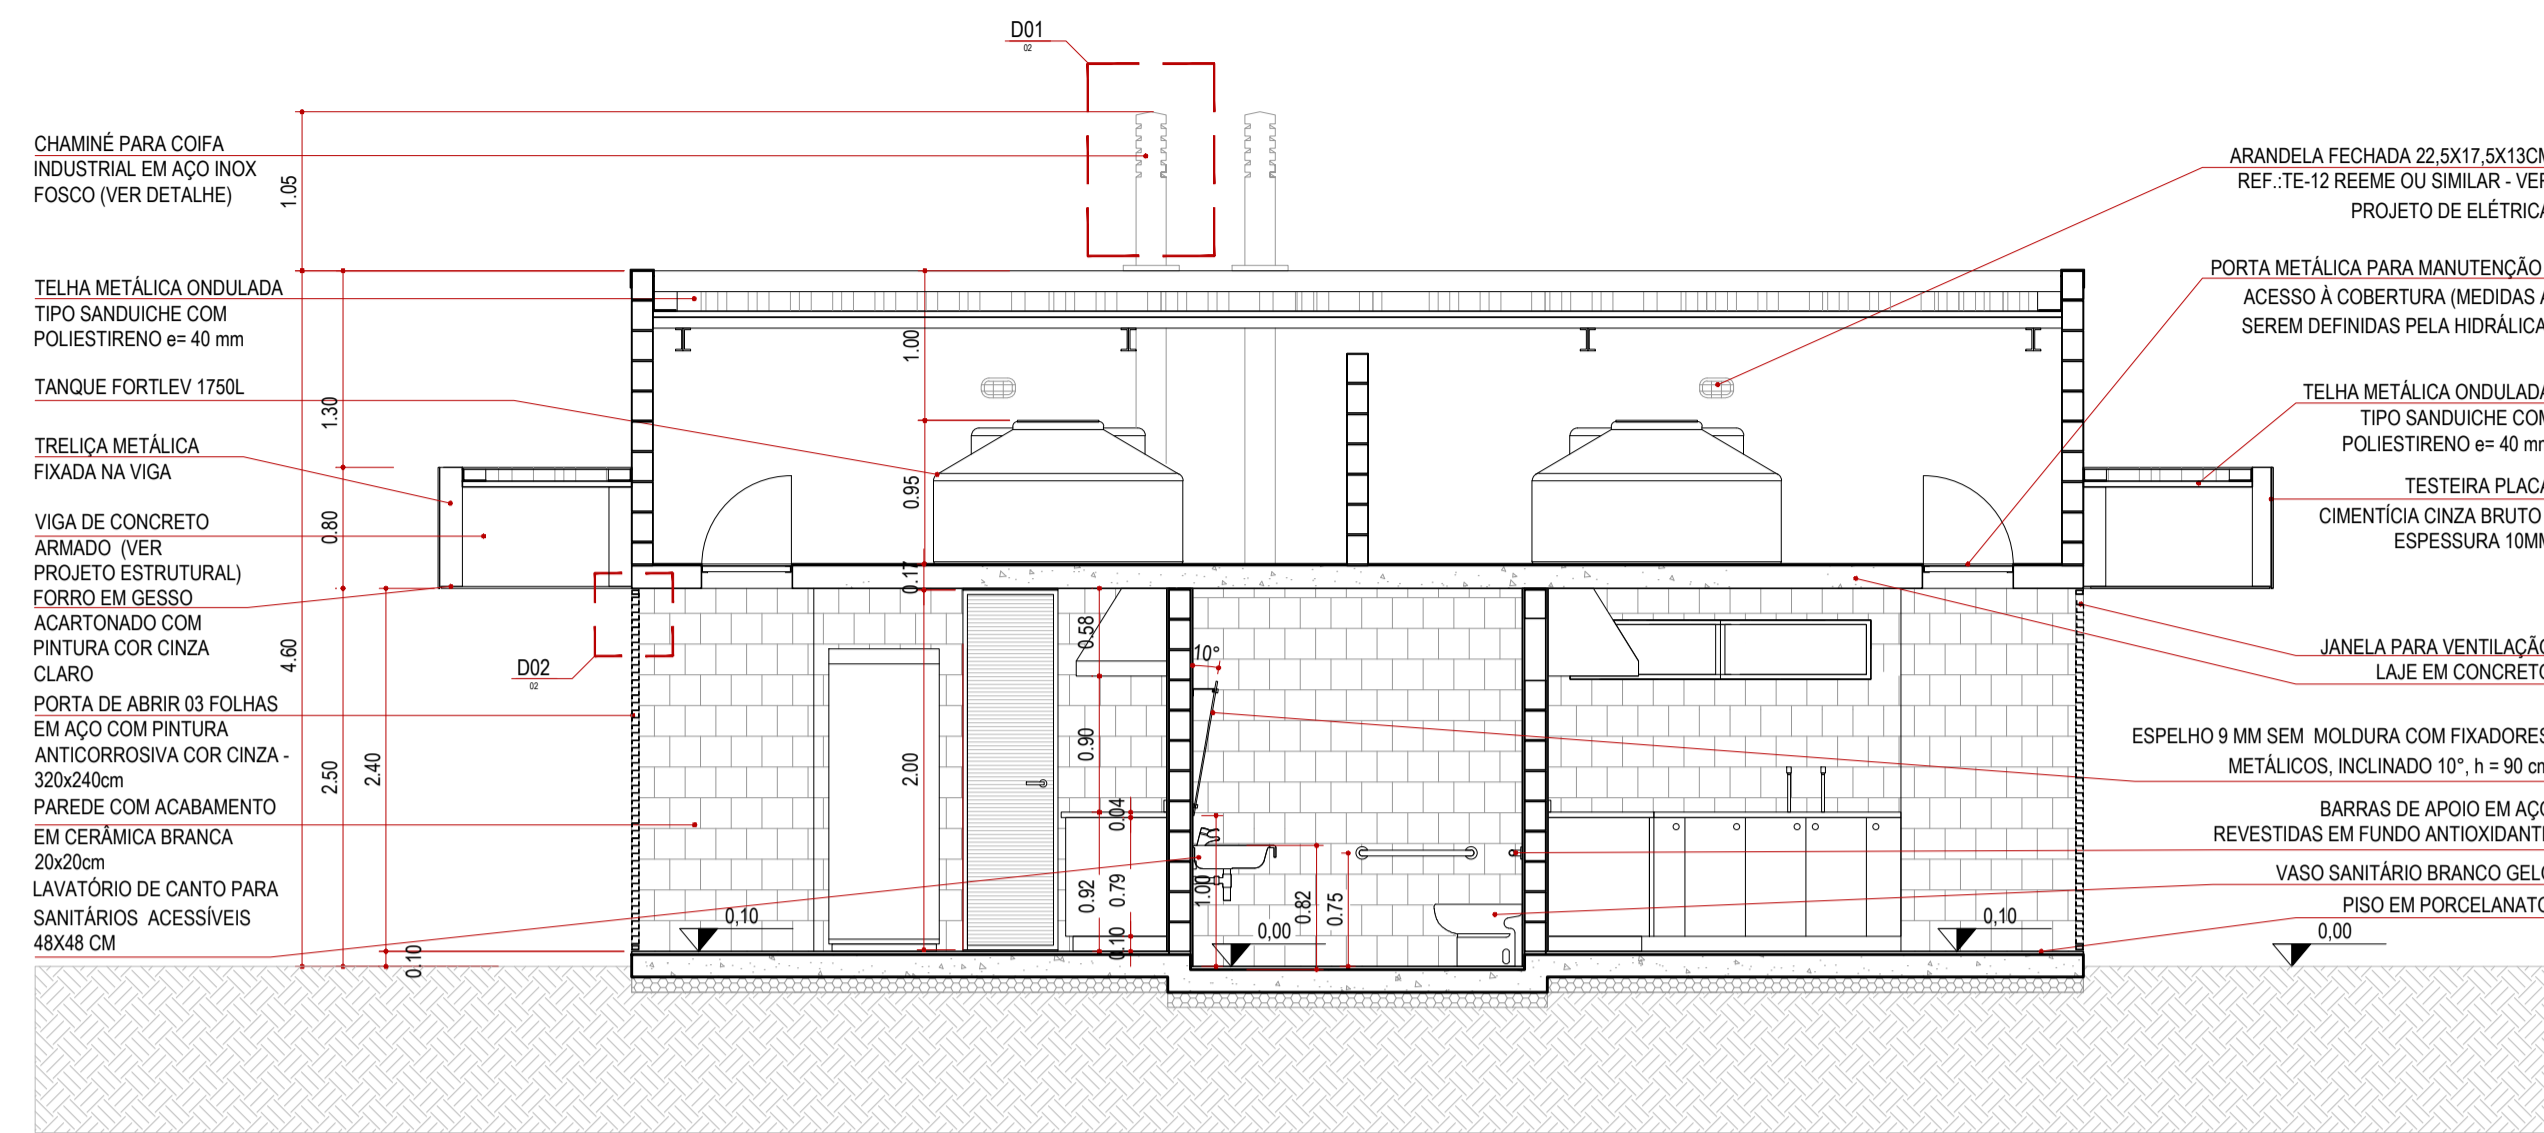 D01
02
CHAMINÉ PARA COIFA
INDUSTRIAL EM AÇO INOX
FOSCO (VER DETALHE)
TELHA METÁLICA ONDULADA
TIPO SANDUICHE COM
POLIESTIRENO e= 40 mm
TANQUE FORTLEV 1750L
TRELIÇA METÁLICA
FIXADA NA VIGA
VIGA DE CONCRETO
ARMADO (VER
PROJETO ESTRUTURAL)
FORRO EM GESSO
ACARTONADO COM
PINTURA COR CINZA
CLARO
PORTA DE ABRIR 03 FOLHAS
EM AÇO COM PINTURA
ANTICORROSIVA COR CINZA -
320x240cm
PAREDE COM ACABAMENTO
EM CERÂMICA BRANCA
20x20cm
LAVATÓRIO DE CANTO PARA
SANITÁRIOS ACESSÍVEIS
48X48 CM
1.05
4.60
1.30
0.80
2.50
2.40
0.10
D02
02
1.00
0.95
0.17
2.00
0.58
0.90
0.04
0.92
0.79
0.10
10°
1.00
0.82
0.75
0,10
0,00
0,10
0,00
ARANDELA FECHADA 22,5X17,5X13CM
REF.:TE-12 REEME OU SIMILAR - VER
PROJETO DE ELÉTRICA
PORTA METÁLICA PARA MANUTENÇÃO
ACESSO À COBERTURA (MEDIDAS A
SEREM DEFINIDAS PELA HIDRÁLICA
TELHA METÁLICA ONDULADA
TIPO SANDUICHE COM
POLIESTIRENO e= 40 mm
TESTEIRA PLACA
CIMENTÍCIA CINZA BRUTO
ESPESSURA 10MM
JANELA PARA VENTILAÇÃO
LAJE EM CONCRETO
ESPELHO 9 MM SEM MOLDURA COM FIXADORES
METÁLICOS, INCLINADO 10°, h = 90 cm
BARRAS DE APOIO EM AÇO
REVESTIDAS EM FUNDO ANTIOXIDANTE
VASO SANITÁRIO BRANCO GELO
PISO EM PORCELANATO